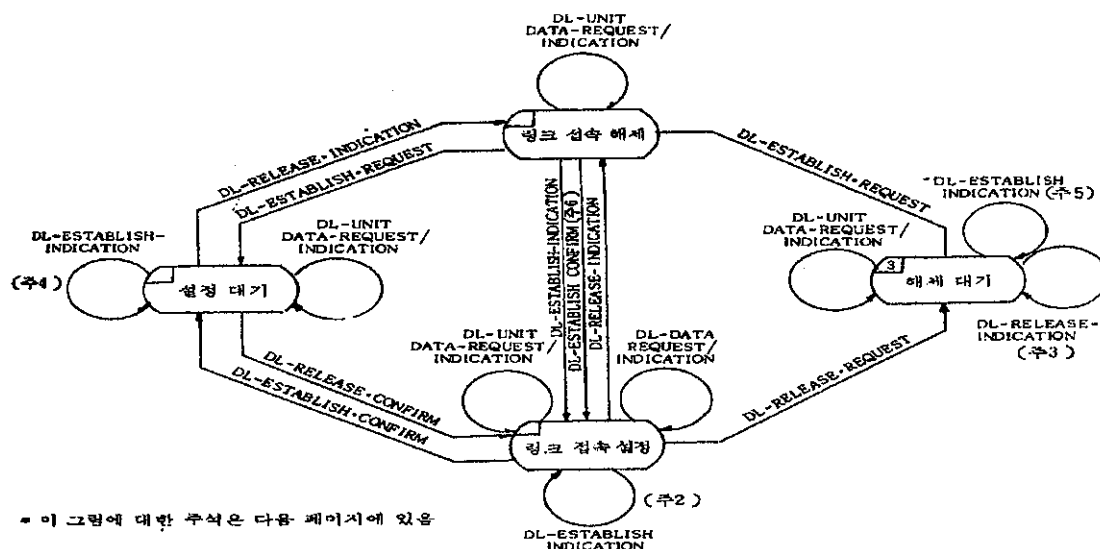 DL-UNIT
DATA-REQUEST/
INDICATION
링크 접속 해제
DL-RELEASE·INDICATION
DL-ESTABLISH·REQUEST
DL-ESTABLISH·REQUEST
DL-ESTABLISH-
INDICATION
(주4)
DL-UNIT
DATA-REQUEST/
INDICATION
설정 대기
DL-ESTABLISH-INDICATION
DL-ESTABLISH CONFIRM(주6)
DL-RELEASE-INDICATION
DL-UNIT
DATA-REQUEST/
INDICATION
DL-ESTABLISH
INDICATION (주5)
3
해제 대기
DL-RELEASE-
INDICATION
(주3)
DL-UNIT
DATA-REQUEST/
INDICATION
DL-DATA
REQUEST/
INDICATION
DL-RELEASE·CONFIRM
DL-ESTABLISH·CONFIRM
DL-RELEASE·REQUEST
링크 접속 설정
(주2)
DL-ESTABLISH
INDICATION
* 이 그림에 대한 주석은 다음 페이지에 있음